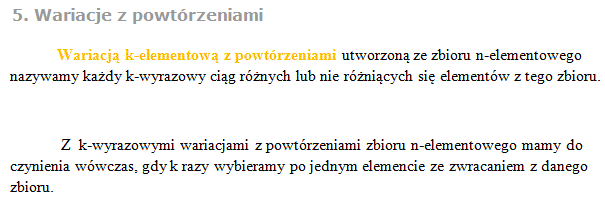 5. Wariacje z powtórzeniami
Wariacją k-elementową z powtórzeniami utworzoną ze zbioru n-elementowego
nazywamy każdy k-wyrazowy ciąg różnych lub nie różniących się elementów z tego zbioru.
Z k-wyrazowymi wariacjami z powtórzeniami zbioru n-elementowego mamy do
czynienia wówczas, gdy k razy wybieramy po jednym elemencie ze zwracaniem z danego
zbioru.